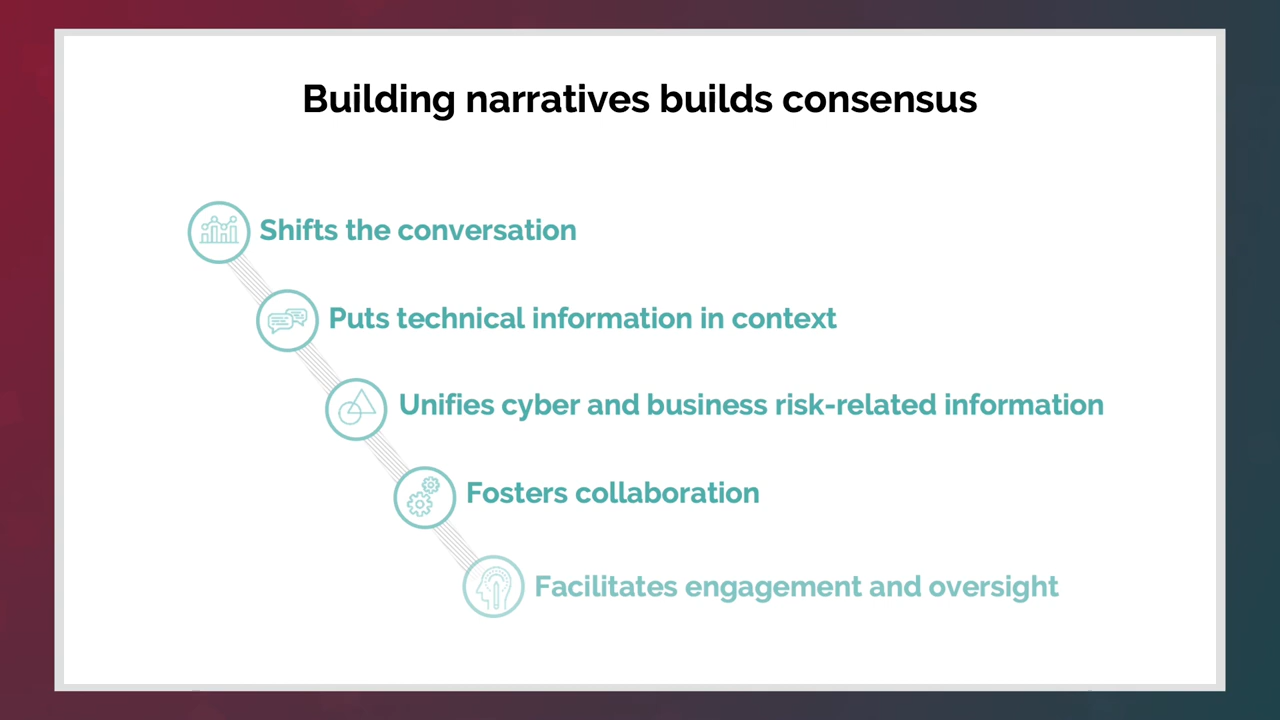 Building narratives builds consensus
Shifts the conversation
Puts technical information in context
Unifies cyber and business risk-related information
Fosters collaboration
Facilitates engagement and oversight